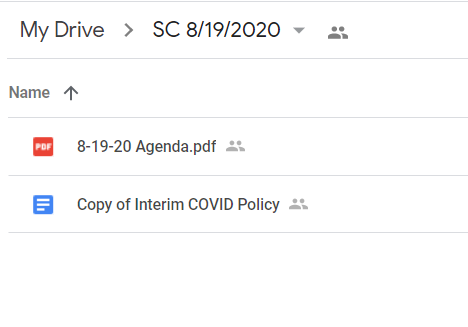 My Drive > SC 8/19/2020
Name
PDF 8-19-20 Agenda.pdf
Copy of Interim COVID Policy